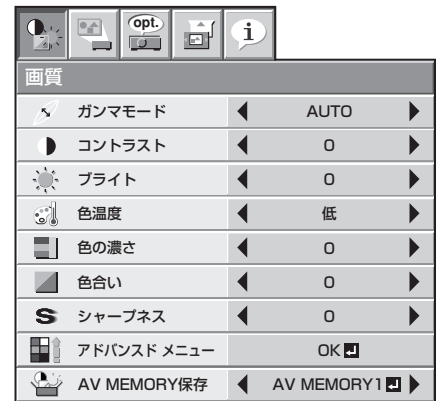 opt.
i
画質
ガンマモード AUTO
コントラスト 0
ブライト 0
色温度 低
色の濃さ 0
色合い 0
シャープネス 0
アドバンスド メニュー OK
AV MEMORY保存 AV MEMORY1